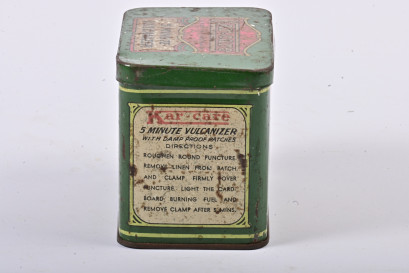 Kar-care
5 MINUTE VULCANIZER
WITH DAMP PROOF PATCHES
DIRECTIONS
ROUGHEN ROUND PUNCTURE
REMOVE LINEN FROM PATCH
AND CLAMP FIRMLY OVER
PUNCTURE, LIGHT THE CARD
BOARD BURNING FUEL AND
REMOVE CLAMP AFTER 5 MINS.